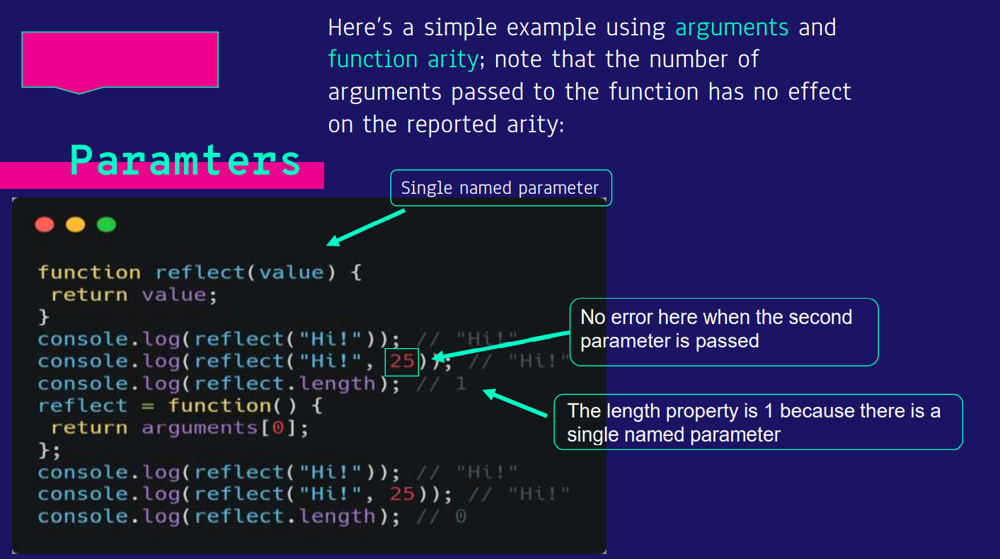 Here's a simple example using arguments and
function arity; note that the number of
arguments passed to the function has no effect
on the reported arity:
Paramters
Single named parameter
function reflect(value) {
return value;
}
console.log(reflect("Hi!")); // "Hi!"
console.log(reflect("Hi!", 25)); // "Hi!"
console.log(reflect.length); // 1
reflect = function() {
return arguments[0];
};
console.log(reflect("Hi!")); // "Hi!"
console.log(reflect("Hi!", 25)); // "Hi!"
console.log(reflect.length); // 0
No error here when the second
parameter is passed
The length property is 1 because there is a
single named parameter